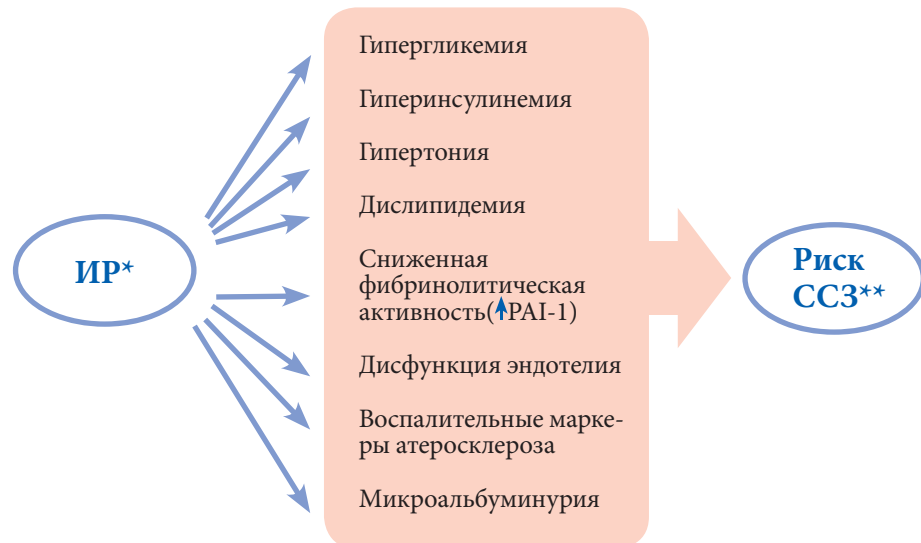 Гипергликемия
Гиперинсулинемия
Гипертония
Дислипидемия
Сниженная
фибринолитическая
активность(↑PAI-1)
Дисфункция эндотелия
Воспалительные марке-
ры атеросклероза
Микроальбуминурия
ИР*
Риск
ССЗ**